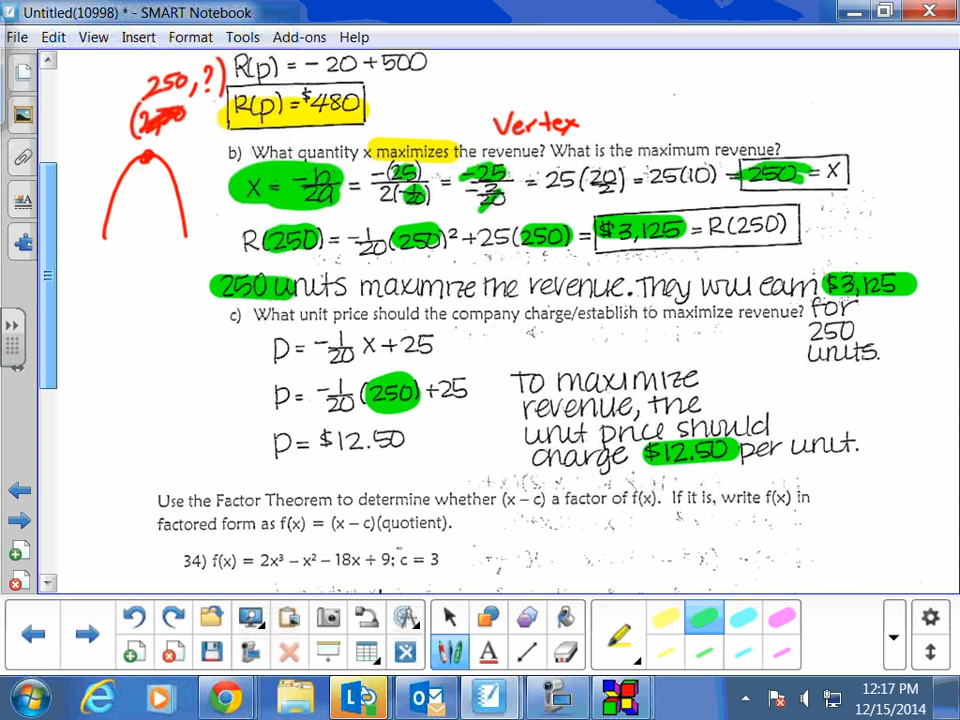 Untitled(10998) * - SMART Notebook
File Edit View Insert Format Tools Add-ons Help
250, ?)
R(p) = -20 +500
R(p) = $480
Vertex
b) What quantity x maximizes the revenue? What is the maximum revenue?
x = -b/2a = -(25)/2(-1/20) = -25/-2/20 = 25(20/2) = 25(10) = 250 = x
R(250) = -1/20(250)² +25(250) = $3,125 = R(250)
250 units maximize the revenue. They will earn $3,125
for
250
units.
c) What unit price should the company charge/establish to maximize revenue?
p = -1/20 x + 25
p = -1/20 (250) +25
p = $12.50
To maximize
revenue, the
unit price should
charge $12.50 per unit.
Use the Factor Theorem to determine whether (x – c) a factor of f(x). If it is, write f(x) in
factored form as f(x) = (x – c)(quotient).
34) f(x) = 2x³ – x² – 18x + 9; c = 3
12:17 PM
12/15/2014